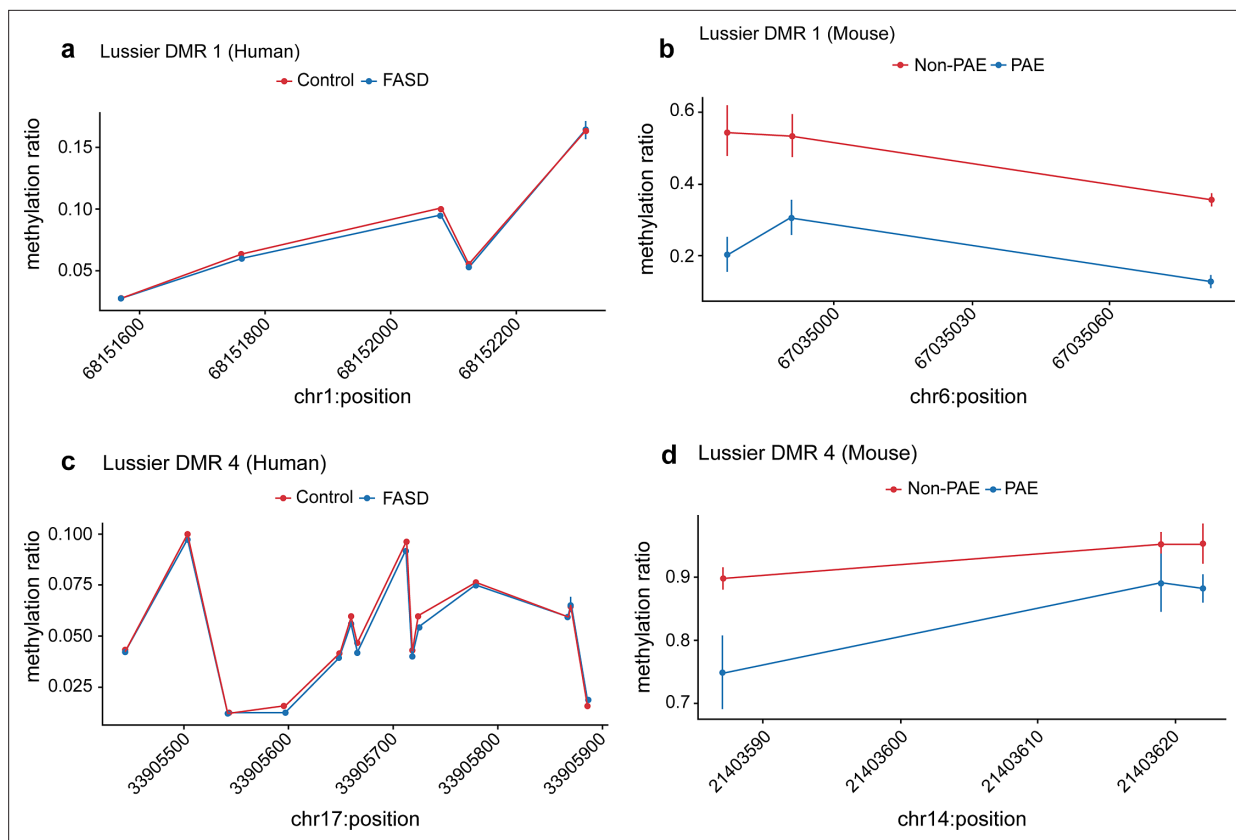 a Lussier DMR 1 (Human)
Control FASD
methylation ratio
0.15
0.10
0.05
68151600
68151800
68152000
68152200
chr1:position
b Lussier DMR 1 (Mouse)
Non-PAE PAE
methylation ratio
0.6
0.4
0.2
67035000
67035030
67035060
chr6:position
c Lussier DMR 4 (Human)
Control FASD
methylation ratio
0.100
0.075
0.050
0.025
33905500
33905600
33905700
33905800
33905900
chr17:position
d Lussier DMR 4 (Mouse)
Non-PAE PAE
methylation ratio
0.9
0.8
0.7
21403590
21403600
21403610
21403620
chr14:position